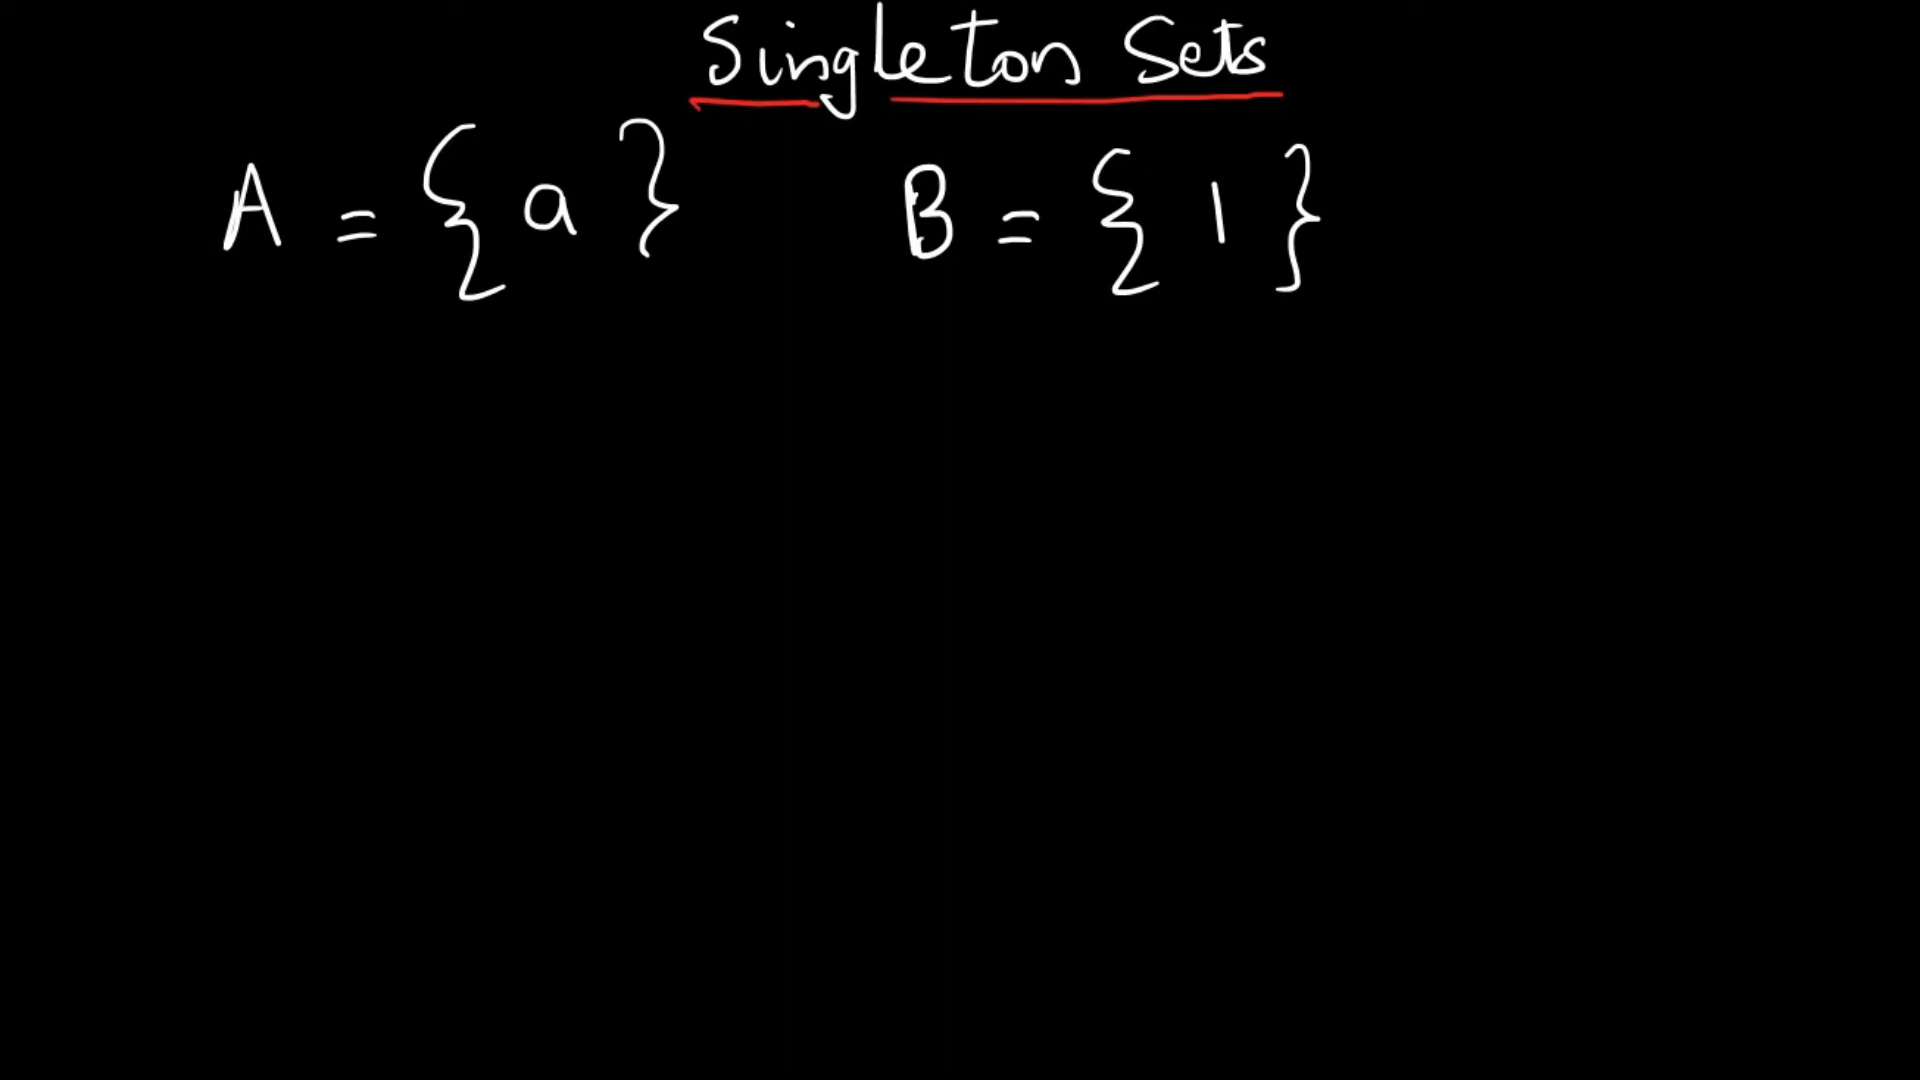 Singleton Sets
A = { a } B = { 1 }